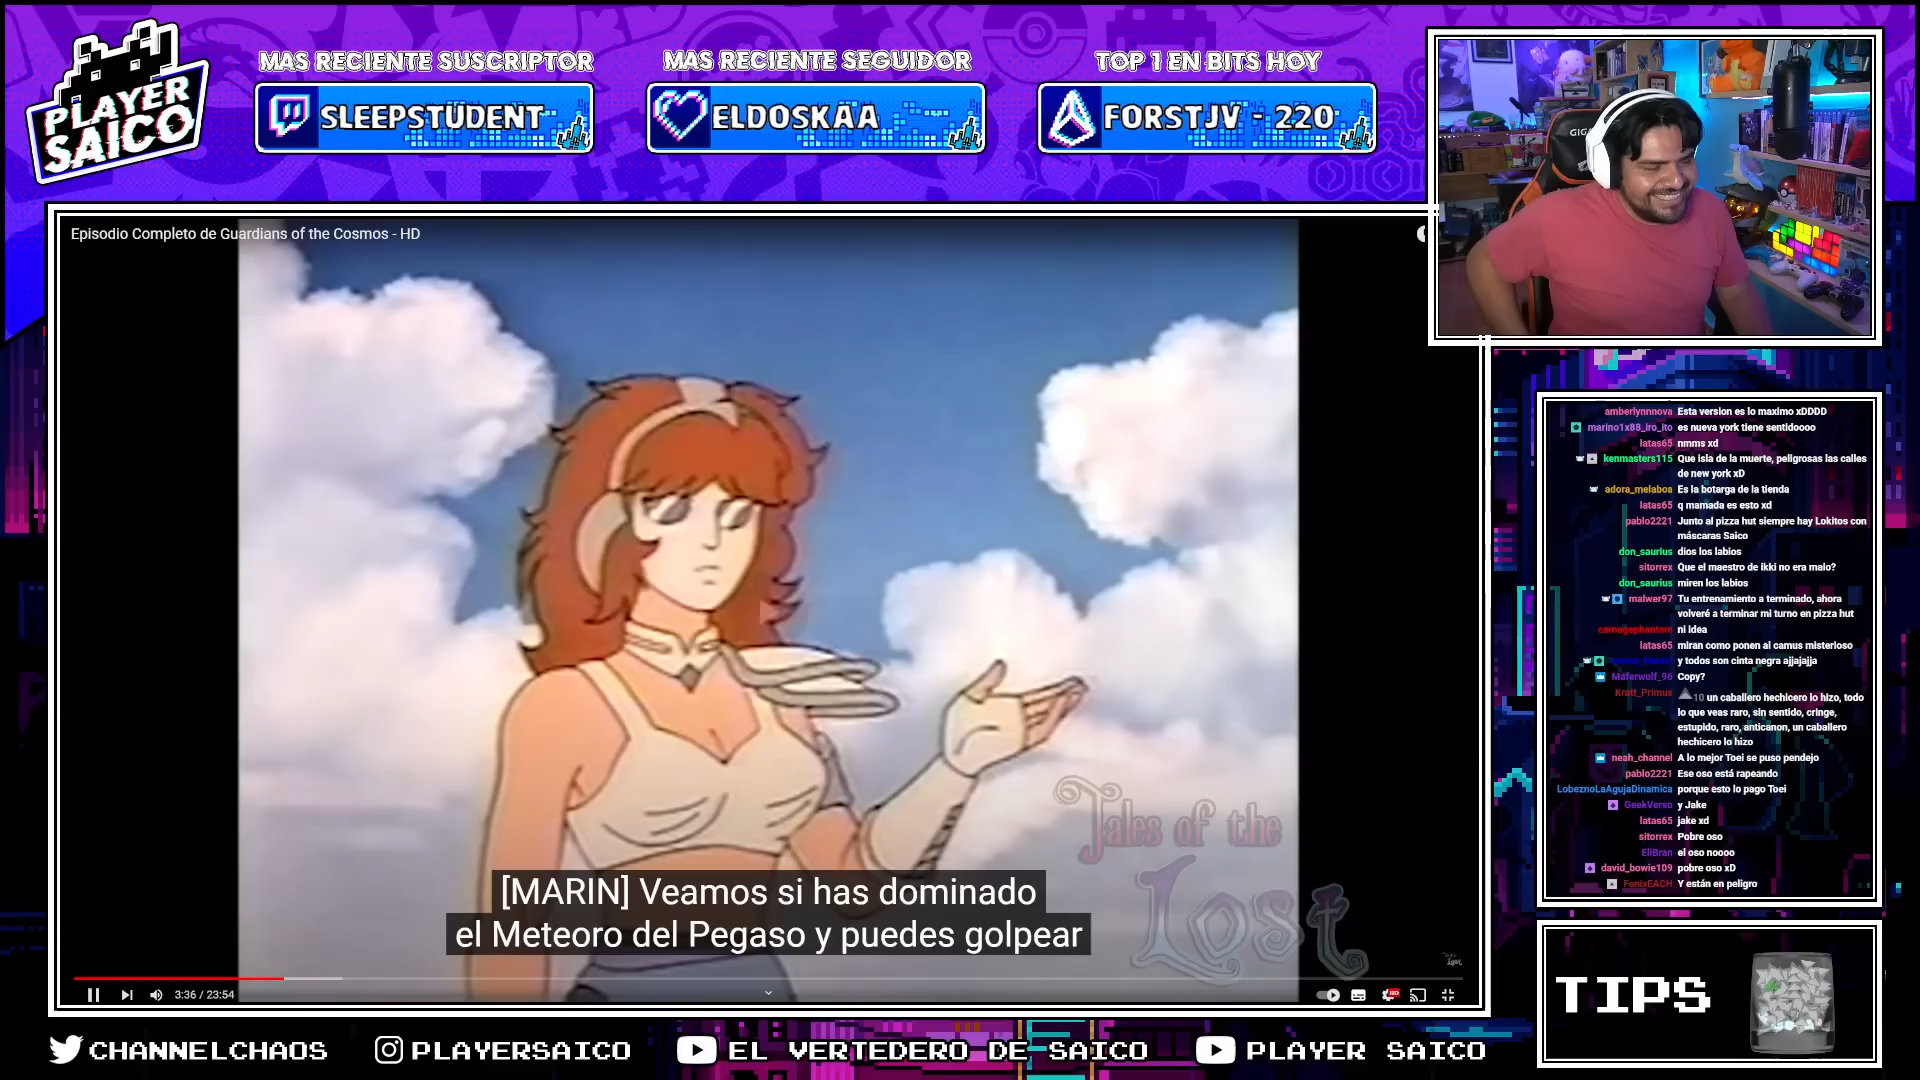 PLAYER
SAICO
MAS RECIENTE SUSCRIPTOR
SLEEPSTUDENT
MAS RECIENTE SEGUIDOR
ELDOSKÄÄ
TOP 1 EN BITS HOY
FORSTJV - 220
Episodio Completo de Guardians of the Cosmos - HD
Tales of the
Lost
[MARIN] Veamos si has dominado
el Meteoro del Pegaso y puedes golpear
3:36 / 23:54
HD
amberlynnnova Esta version es lo maximo xDDDD
marino1x88_iro_ito es nueva york tiene sentidoooo
latas65 nmms xd
kenmasters115 Que isla de la muerte, peligrosas las calles
de new york xD
adora_melaboa Es la botarga de la tienda
latas65 q mamada es esto xd
pablo2221 Junto al pizza hut siempre hay Lokitos con
máscaras Saico
don_saurius dios los labios
sitorrex Que el maestro de ikki no era malo?
don_saurius miren los labios
malwer97 Tu entrenamiento a terminado, ahora
volveré a terminar mi turno en pizza hut
carnagephantom ni idea
latas65 miran como ponen al camus misterioso
y todos son cinta negra ajjajajja
Maferwolf_96 Copy?
Kratt_Primus 10 un caballero hechicero lo hizo, todo
lo que veas raro, sin sentido, cringe,
estupido, raro, anticanon, un caballero
hechicero lo hizo
neah_channel A lo mejor Toei se puso pendejo
pablo2221 Ese oso está rapeando
LobeznoLaAgujaDinamica porque esto lo pago Toei
GeekVerso y Jake
latas65 jake xd
sitorrex Pobre oso
EliBran el oso noooo
david_bowie109 pobre oso xD
FenixEACH Y están en peligro
TIPS
CHANNELCHAOS
PLAYERSAICO
EL VERTEDERO DE SAICO
PLAYER SAICO